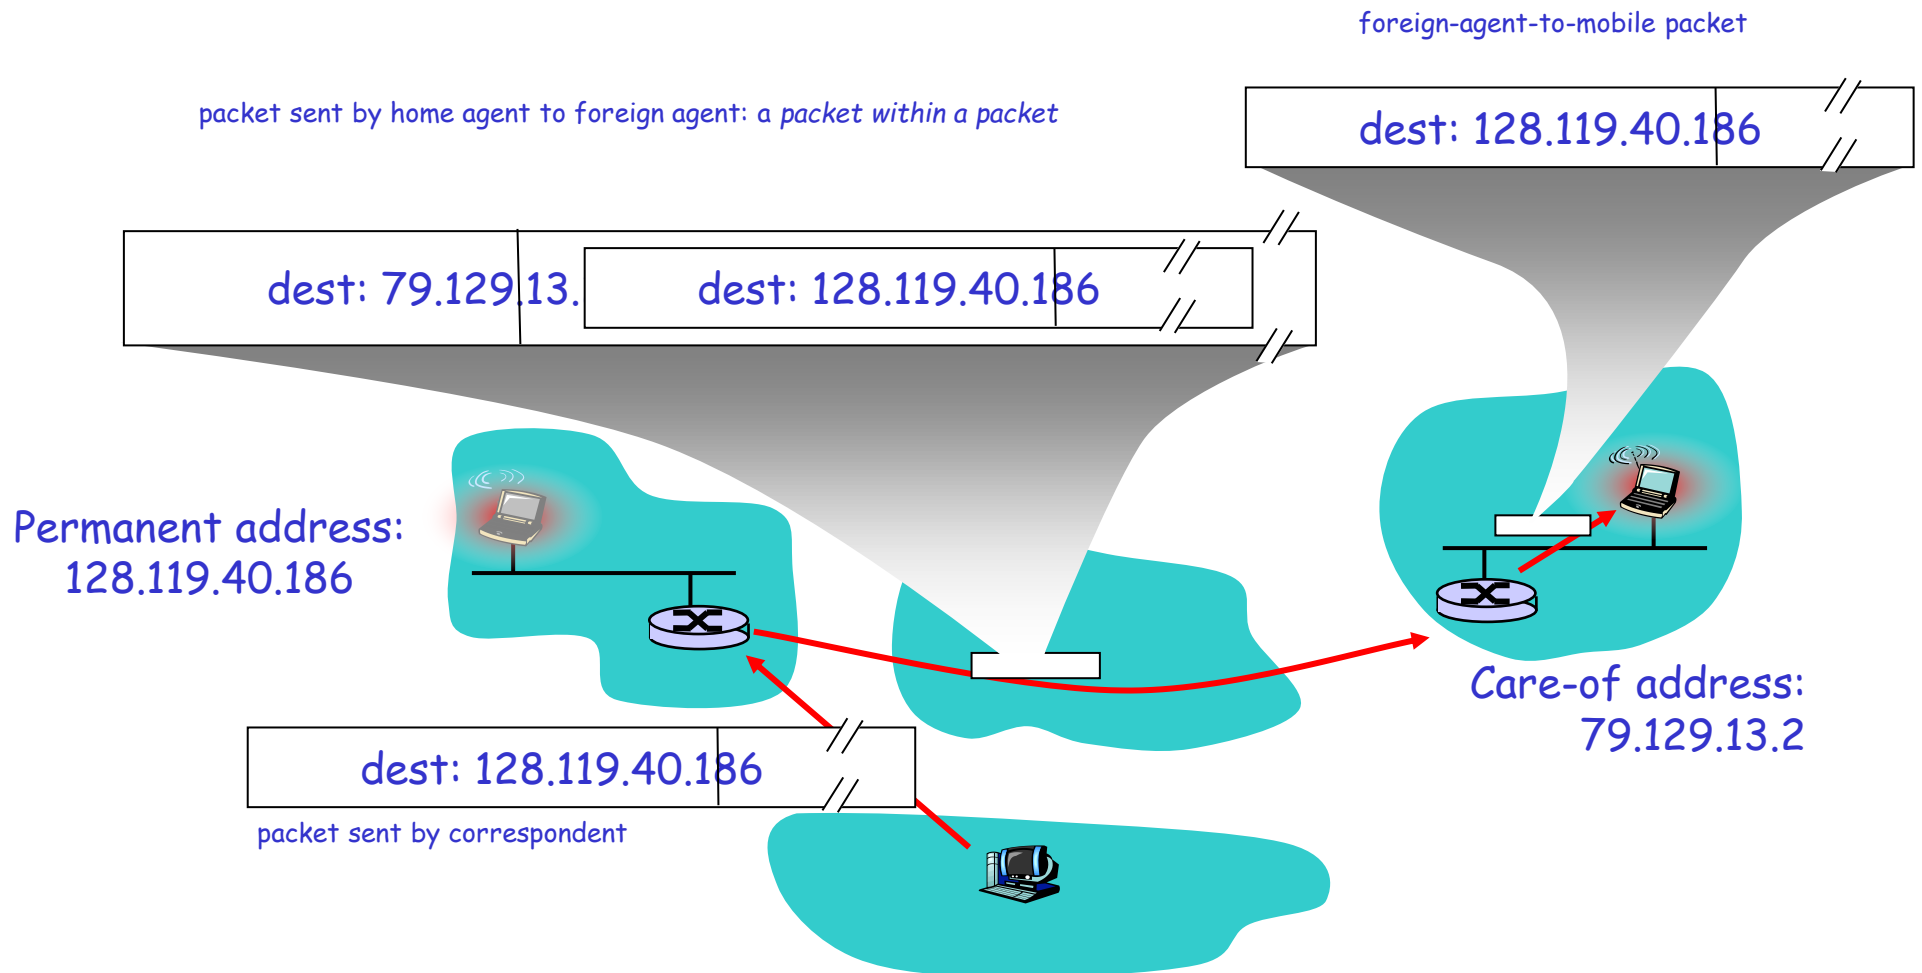 foreign-agent-to-mobile packet
packet sent by home agent to foreign agent: a packet within a packet
dest: 128.119.40.186
dest: 79.129.13.
dest: 128.119.40.186
Permanent address:
128.119.40.186
Care-of address:
79.129.13.2
dest: 128.119.40.186
packet sent by correspondent